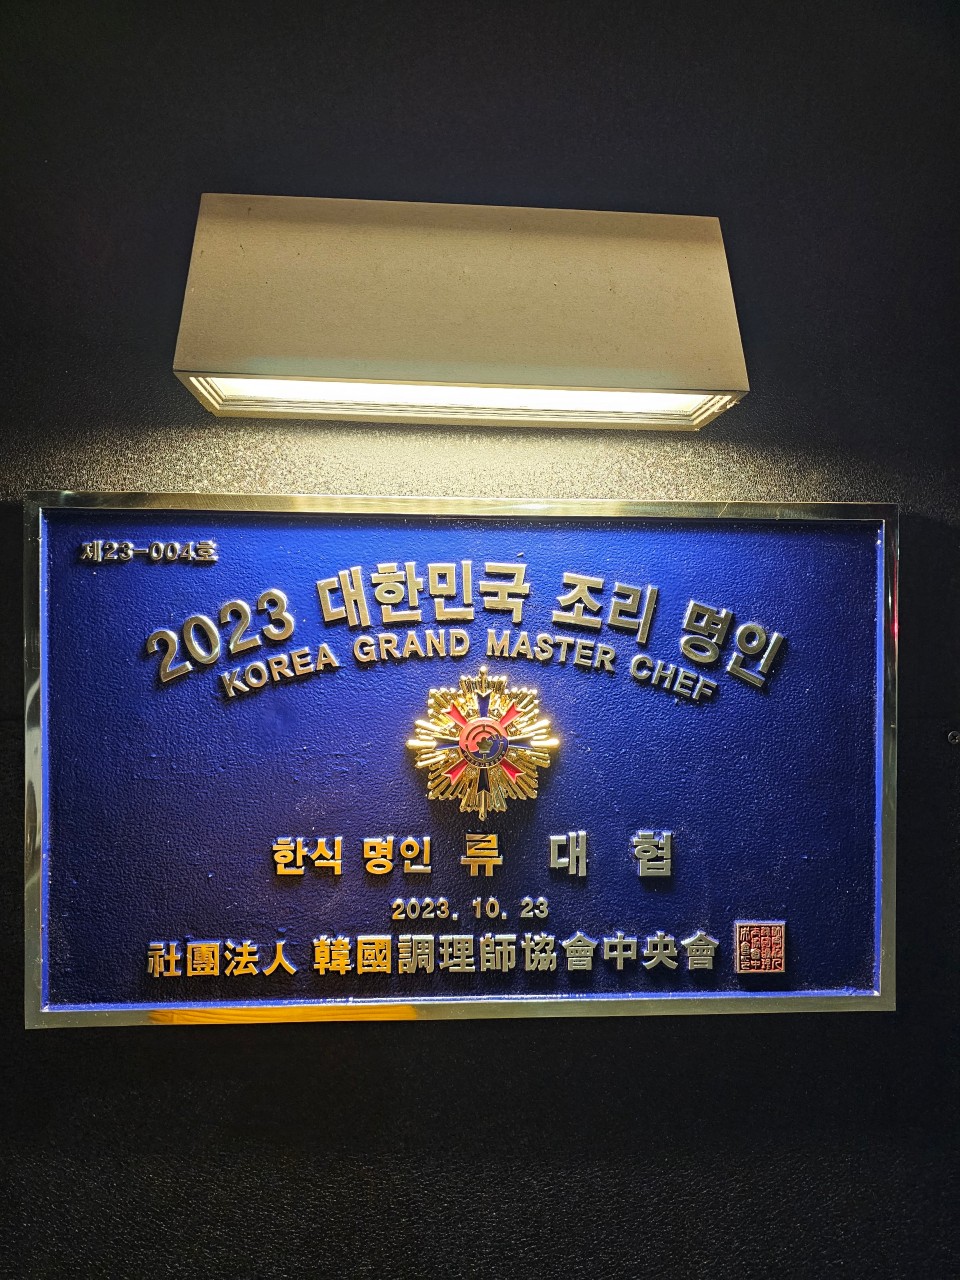 제23-004호
2023 대한민국 조리 명인
KOREA GRAND MASTER CHEF
한식 명인 류 대 협
2023. 10. 23
社團法人 韓國調理師協會中央會